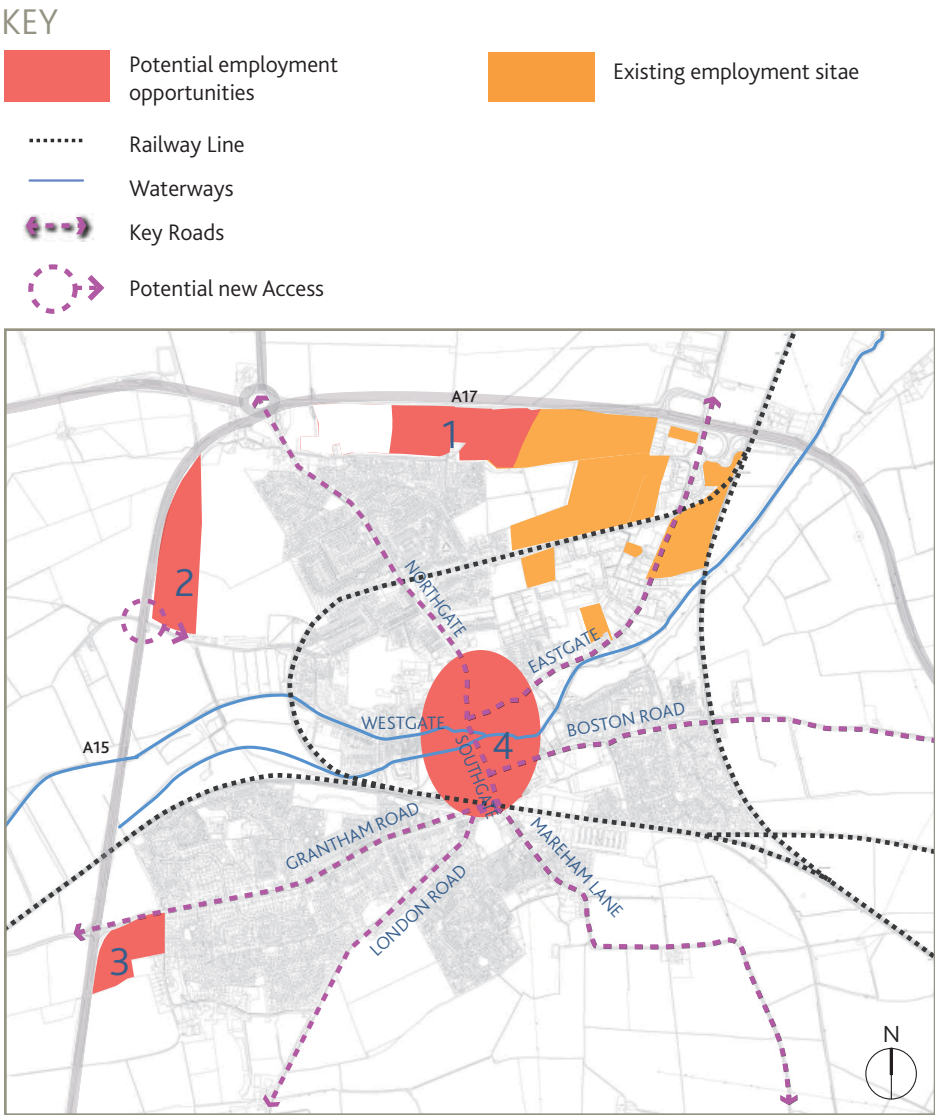 KEY
Potential employment
opportunities
Existing employment sitae
Railway Line
Waterways
Key Roads
Potential new Access
A17
1
2
NORTHGATE
EASTGATE
WESTGATE
BOSTON ROAD
4
SOUTHGATE
A15
GRANTHAM ROAD
MAREHAM LANE
LONDON ROAD
3
N